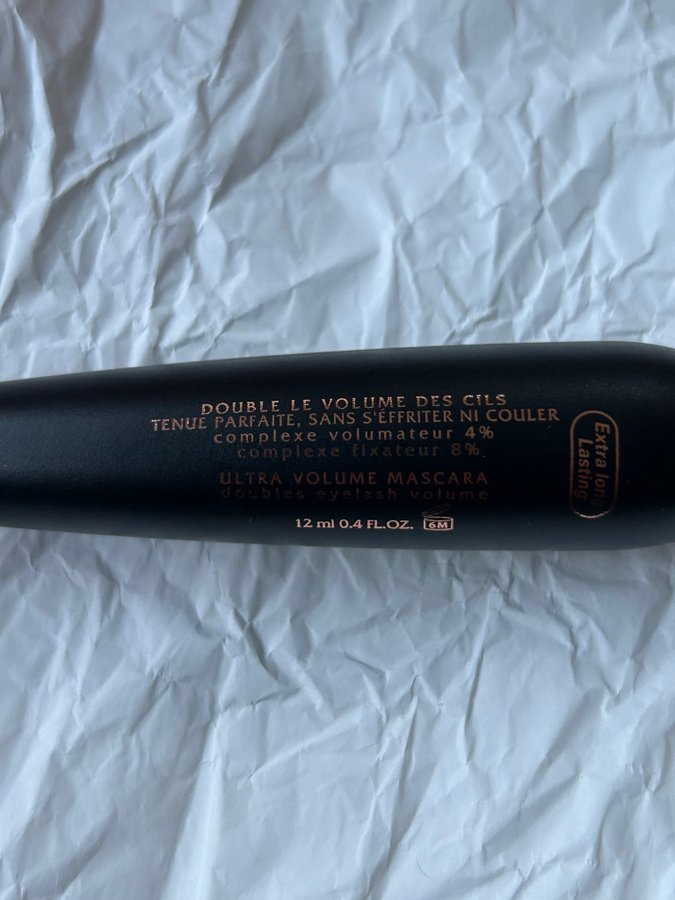 DOUBLE LE VOLUME DES CILS
TENUE PARFAITE, SANS S'ÉFFRITER NI COULER
complexe volumateur 4%
complexe fixateur 8%
ULTRA VOLUME MASCARA
doubles eyelash volume
12 ml 0.4 FL.OZ. 6M
Extra long
Lasting